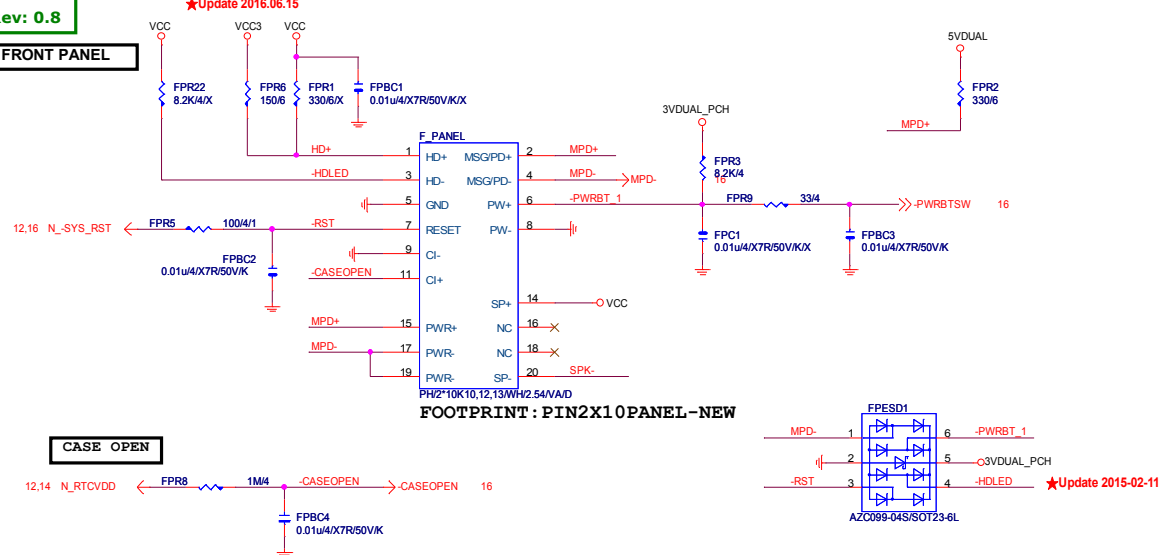 ★Update 2016.06.15
ev: 0.8
FRONT PANEL
VCC
VCC3
VCC
5VDUAL
FPR22
8.2K/4/X
FPR6
150/6
FPR1
330/6/X
FPBC1
0.01u/4/X7R/50V/K/X
FPR2
330/6
MPD+
3VDUAL_PCH
FPR3
8.2K/4
F_PANEL
HD+
1
HD+
MSG/PD+
2
MPD+
-HDLED
3
HD-
MSG/PD-
4
MPD-
MPD-
16
5
GND
PW+
6
-PWRBT_1
FPR9
33/4
-PWRBTSW
16
12,16
N_-SYS_RST
FPR5
100/4/1
-RST
7
RESET
PW-
8
FPC1
0.01u/4/X7R/50V/K/X
FPBC3
0.01u/4/X7R/50V/K
FPBC2
0.01u/4/X7R/50V/K
9
CI-
-CASEOPEN
11
CI+
SP+
14
VCC
MPD+
15
PWR+
NC
16
MPD-
17
PWR-
NC
18
19
PWR-
SP-
20
SPK-
PH/2*10K10,12,13/WH/2.54/VA/D
FOOTPRINT:PIN2X10PANEL-NEW
CASE OPEN
12,14
N_RTCVDD
FPR8
1M/4
-CASEOPEN
-CASEOPEN
16
FPBC4
0.01u/4/X7R/50V/K
FPESD1
MPD-
1
6
-PWRBT_1
2
5
3VDUAL_PCH
-RST
3
4
-HDLED
★Update 2015-02-11
AZC099-04S/SOT23-6L